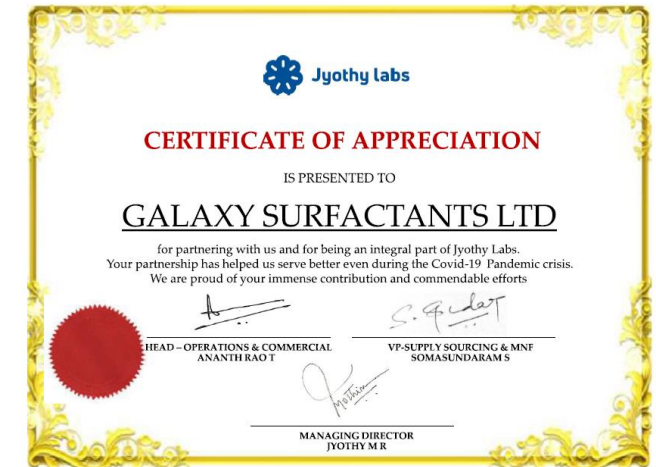 Jyothy labs
CERTIFICATE OF APPRECIATION
IS PRESENTED TO
GALAXY SURFACTANTS LTD
for partnering with us and for being an integral part of Jyothy Labs.
Your partnership has helped us serve better even during the Covid-19 Pandemic crisis.
We are proud of your immense contribution and commendable efforts
HEAD – OPERATIONS & COMMERCIAL
ANANTH RAO T
VP-SUPPLY SOURCING & MNF
SOMASUNDARAM S
MANAGING DIRECTOR
JYOTHY M R